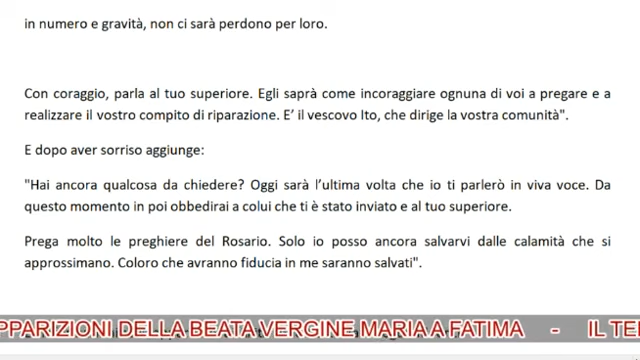 in numero e gravità, non ci sarà perdono per loro.
Con coraggio, parla al tuo superiore. Egli saprà come incoraggiare ognuna di voi a pregare e a
realizzare il vostro compito di riparazione. E’ il vescovo Ito, che dirige la vostra comunità".
E dopo aver sorriso aggiunge:
"Hai ancora qualcosa da chiedere? Oggi sarà l’ultima volta che io ti parlerò in viva voce. Da
questo momento in poi obbedirai a colui che ti è stato inviato e al tuo superiore.
Prega molto le preghiere del Rosario. Solo io posso ancora salvarvi dalle calamità che si
approssimano. Coloro che avranno fiducia in me saranno salvati".
PPARIZIONI DELLA BEATA VERGINE MARIA A FATIMA - IL TE